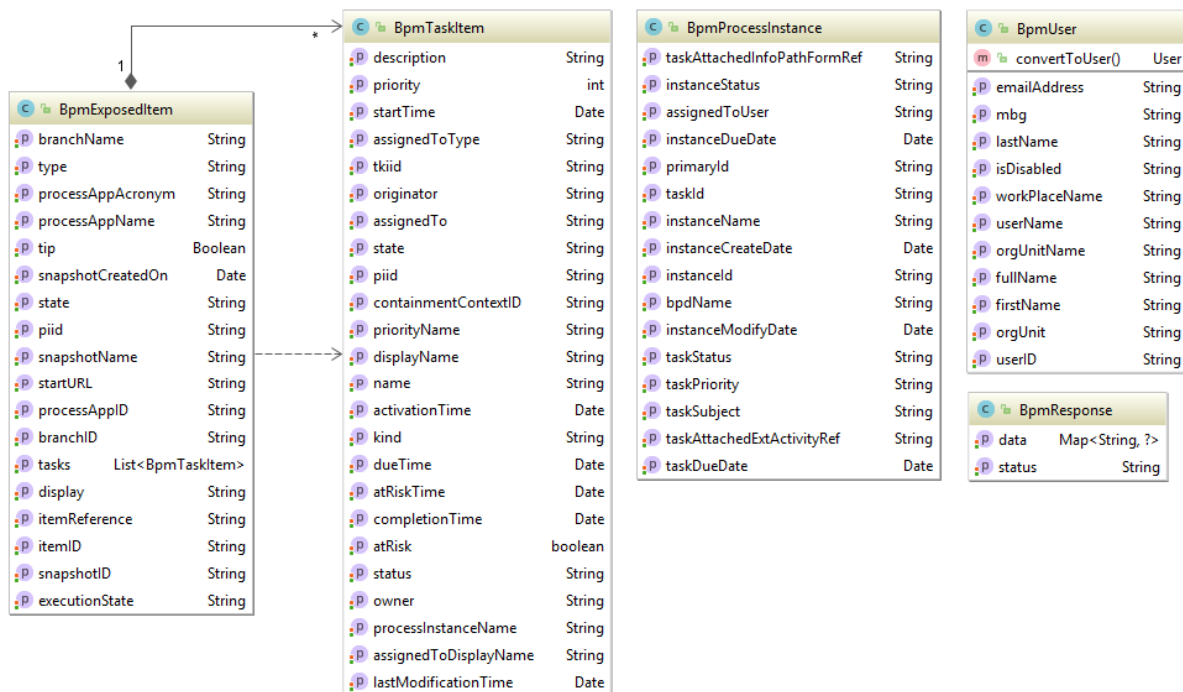 1
*
BpmExposedItem
branchName String
type String
processAppAcronym String
processAppName String
tip Boolean
snapshotCreatedOn Date
state String
piid String
snapshotName String
startURL String
processAppID String
branchID String
tasks List<BpmTaskItem>
display String
itemReference String
itemID String
snapshotID String
executionState String
BpmTaskItem
description String
priority int
startTime Date
assignedToType String
tkiid String
originator String
assignedTo String
state String
piid String
containmentContextID String
priorityName String
displayName String
name String
activationTime Date
kind String
dueTime Date
atRiskTime Date
completionTime Date
atRisk boolean
status String
owner String
processInstanceName String
assignedToDisplayName String
lastModificationTime Date
BpmProcessInstance
taskAttachedInfoPathFormRef String
instanceStatus String
assignedToUser String
instanceDueDate Date
primaryId String
taskId String
instanceName String
instanceCreateDate Date
instanceId String
bpdName String
instanceModifyDate Date
taskStatus String
taskPriority String
taskSubject String
taskAttachedExtActivityRef String
taskDueDate Date
BpmUser
convertToUser() User
emailAddress String
mbg String
lastName String
isDisabled String
workPlaceName String
userName String
orgUnitName String
fullName String
firstName String
orgUnit String
userID String
BpmResponse
data Map<String, ?>
status String